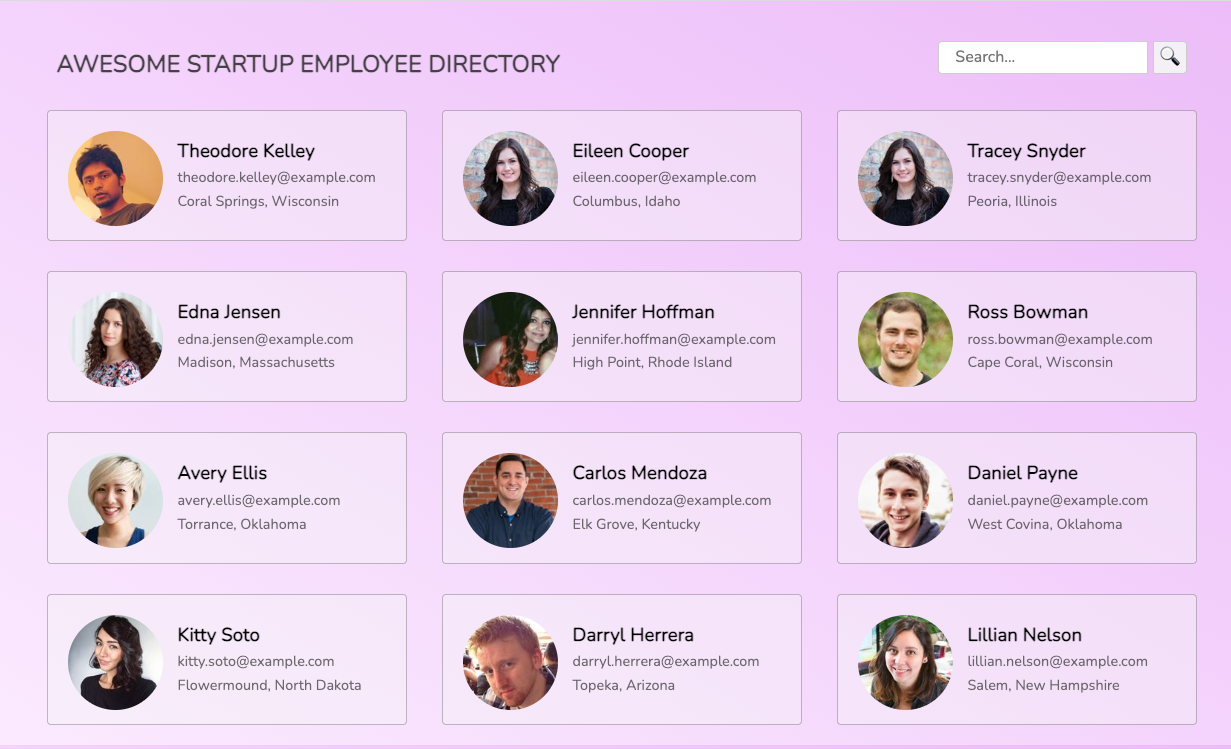 AWESOME STARTUP EMPLOYEE DIRECTORY
Search...
Theodore Kelley
theodore.kelley@example.com
Coral Springs, Wisconsin
Eileen Cooper
eileen.cooper@example.com
Columbus, Idaho
Tracey Snyder
tracey.snyder@example.com
Peoria, Illinois
Edna Jensen
edna.jensen@example.com
Madison, Massachusetts
Jennifer Hoffman
jennifer.hoffman@example.com
High Point, Rhode Island
Ross Bowman
ross.bowman@example.com
Cape Coral, Wisconsin
Avery Ellis
avery.ellis@example.com
Torrance, Oklahoma
Carlos Mendoza
carlos.mendoza@example.com
Elk Grove, Kentucky
Daniel Payne
daniel.payne@example.com
West Covina, Oklahoma
Kitty Soto
kitty.soto@example.com
Flowermound, North Dakota
Darryl Herrera
darryl.herrera@example.com
Topeka, Arizona
Lillian Nelson
lillian.nelson@example.com
Salem, New Hampshire